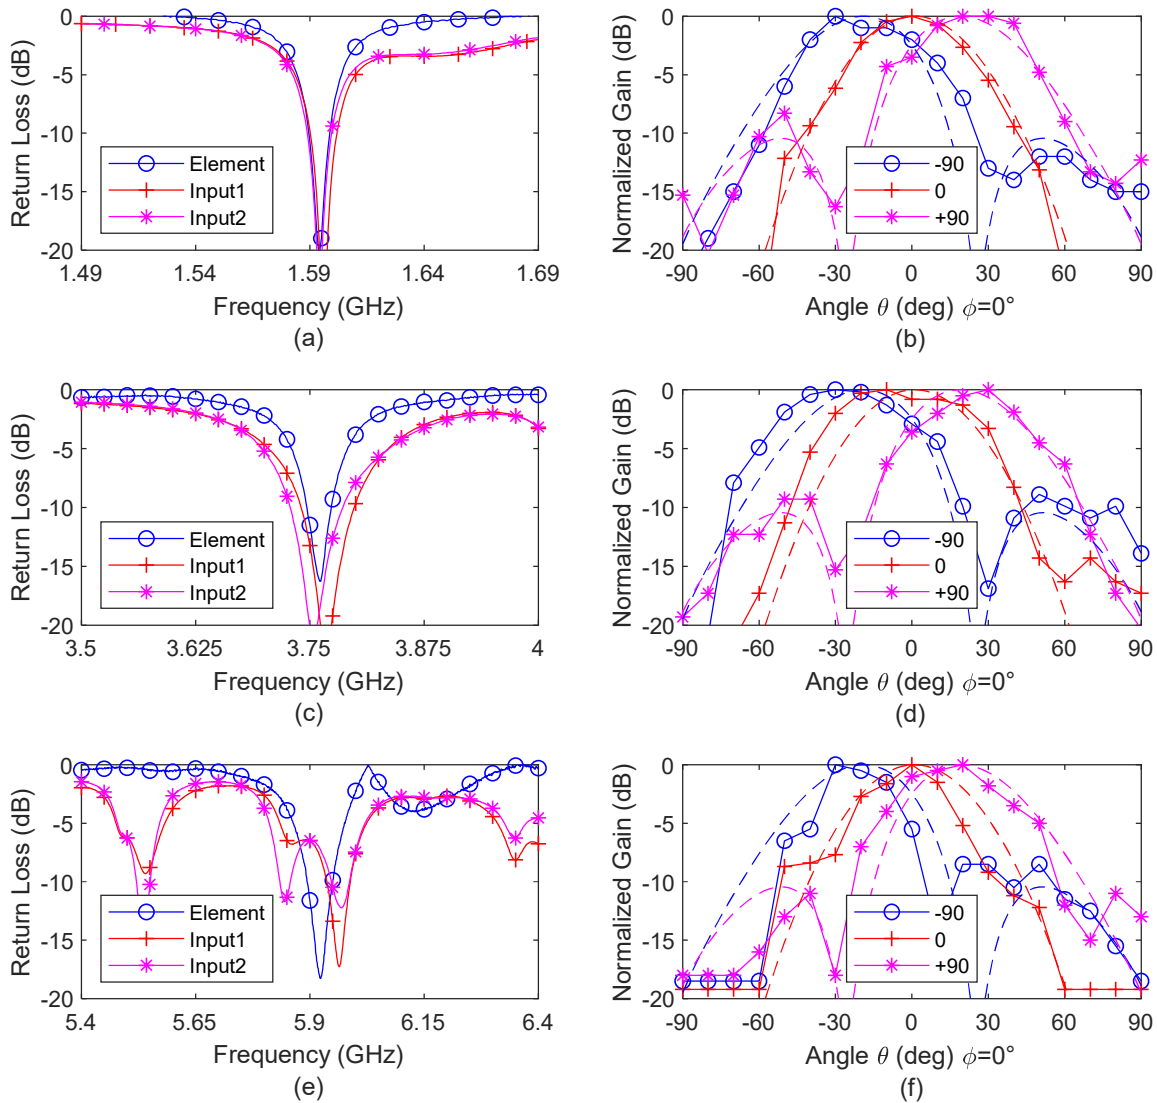 Return Loss (dB)
0
-5
-10
-15
-20
Element
Input1
Input2
1.49 1.54 1.59 1.64 1.69
Frequency (GHz)
(a)
Normalized Gain (dB)
0
-5
-10
-15
-20
-90
0
+90
-90 -60 -30 0 30 60 90
Angle θ (deg) ϕ=0°
(b)
Return Loss (dB)
0
-5
-10
-15
-20
Element
Input1
Input2
3.5 3.625 3.75 3.875 4
Frequency (GHz)
(c)
Normalized Gain (dB)
0
-5
-10
-15
-20
-90
0
+90
-90 -60 -30 0 30 60 90
Angle θ (deg) ϕ=0°
(d)
Return Loss (dB)
0
-5
-10
-15
-20
Element
Input1
Input2
5.4 5.65 5.9 6.15 6.4
Frequency (GHz)
(e)
Normalized Gain (dB)
0
-5
-10
-15
-20
-90
0
+90
-90 -60 -30 0 30 60 90
Angle θ (deg) ϕ=0°
(f)